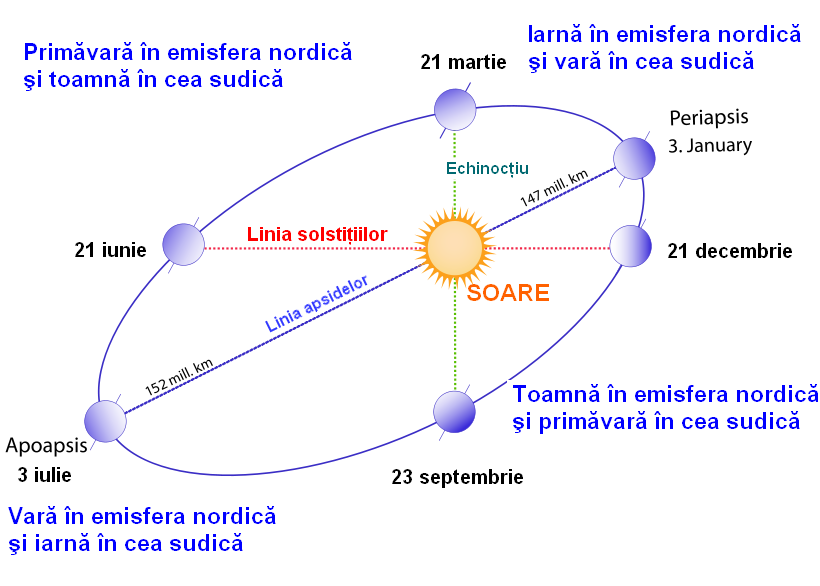 Primăvară în emisfera nordică
şi toamnă în cea sudică
Iarnă în emisfera nordică
şi vară în cea sudică
21 martie
Periapsis
3. January
Echinocțiu
147 mill. km
21 iunie
Linia solstițiilor
21 decembrie
SOARE
Linia apsidelor
152 mill. km
Toamnă în emisfera nordică
şi primăvară în cea sudică
Apoapsis
3 iulie
23 septembrie
Vară în emisfera nordică
şi iarnă în cea sudică